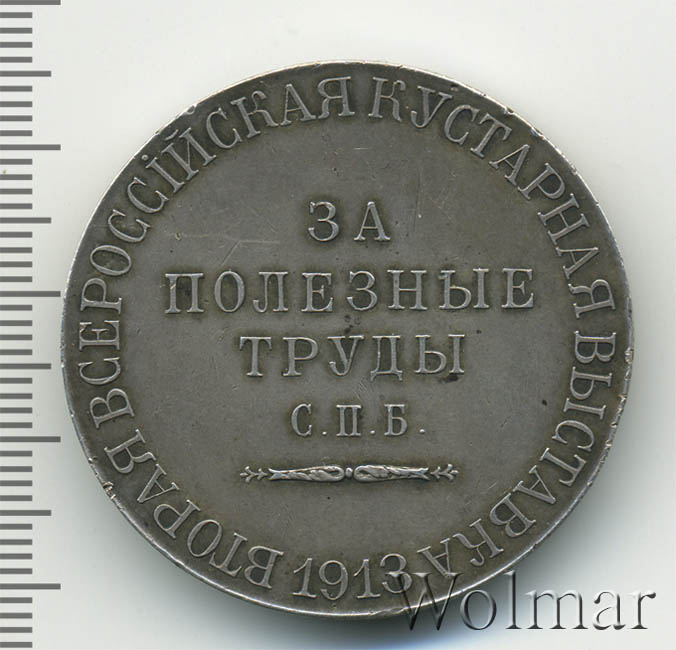 ВТОРАЯ ВСЕРОССІЙСКАЯ КУСТАРНАЯ ВЫСТАВКА
1913
ЗА
ПОЛЕЗНЫЕ
ТРУДЫ
С.П.Б.
Wolmar